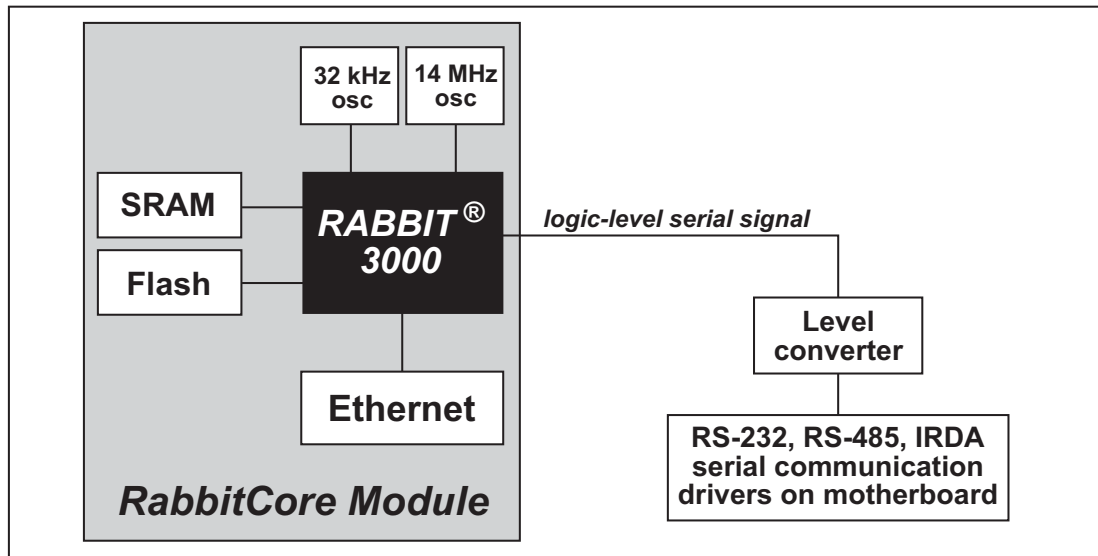 32 kHz
osc
14 MHz
osc
SRAM
RABBIT ®
3000
logic-level serial signal
Flash
Level
converter
Ethernet
RS-232, RS-485, IRDA
serial communication
drivers on motherboard
RabbitCore Module